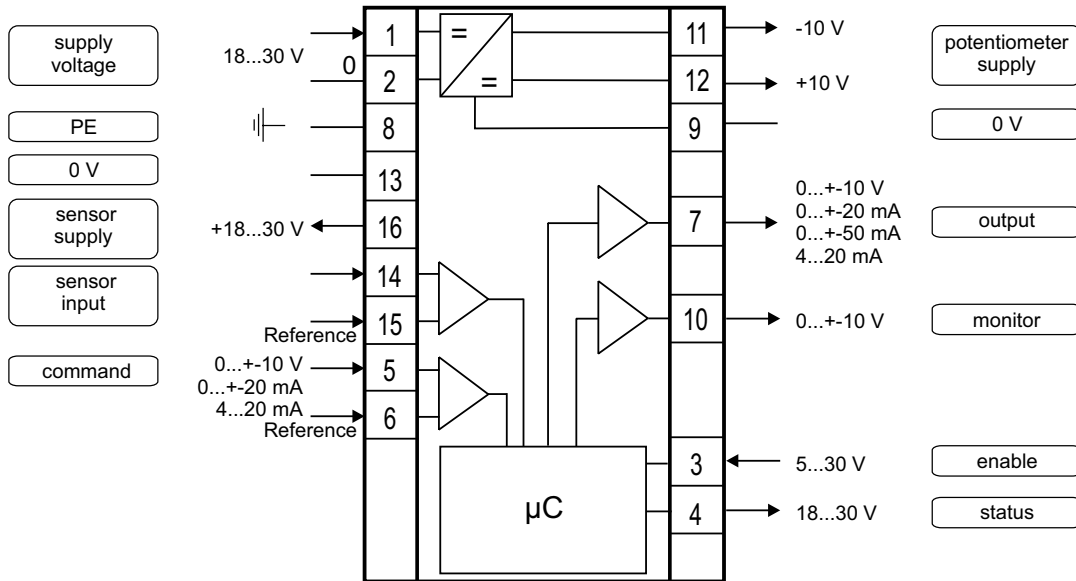 supply
voltage
18...30 V
0
1
2
=
=
11
-10 V
12
+10 V
potentiometer
supply
PE
8
9
0 V
0 V
13
sensor
supply
+18...30 V
16
7
0...+-10 V
0...+-20 mA
0...+-50 mA
4...20 mA
output
sensor
input
14
15
Reference
10
0...+-10 V
monitor
command
0...+-10 V
0...+-20 mA
4...20 mA
Reference
5
6
µC
3
5...30 V
enable
4
18...30 V
status